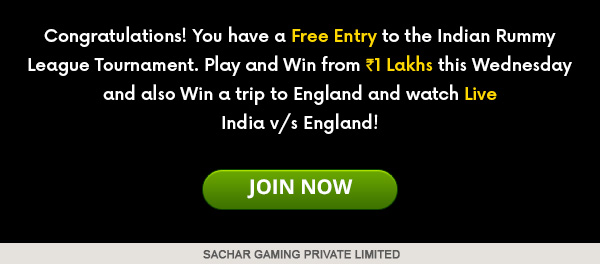 Congratulations! You have a Free Entry to the Indian Rummy
League Tournament. Play and Win from ₹1 Lakhs this Wednesday
and also Win a trip to England and watch Live
India v/s England!
JOIN NOW
SACHAR GAMING PRIVATE LIMITED